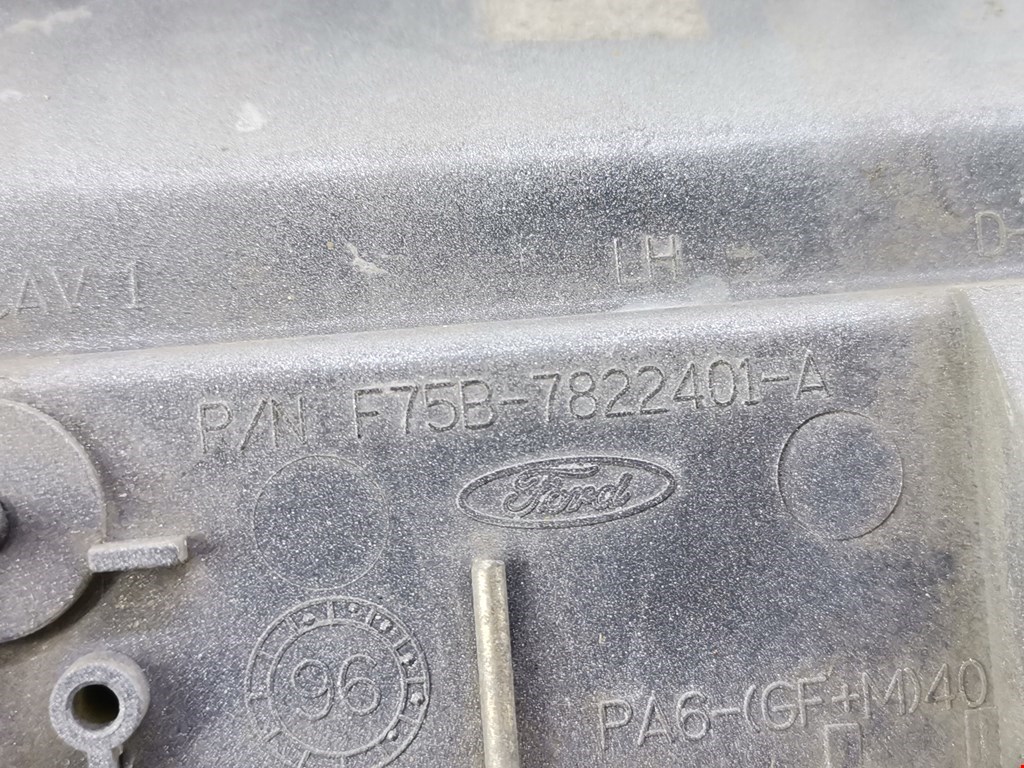 AV 1
LH
D-
P/N F75B-7822401-A
Ford
96
PA6-(GF+M)40